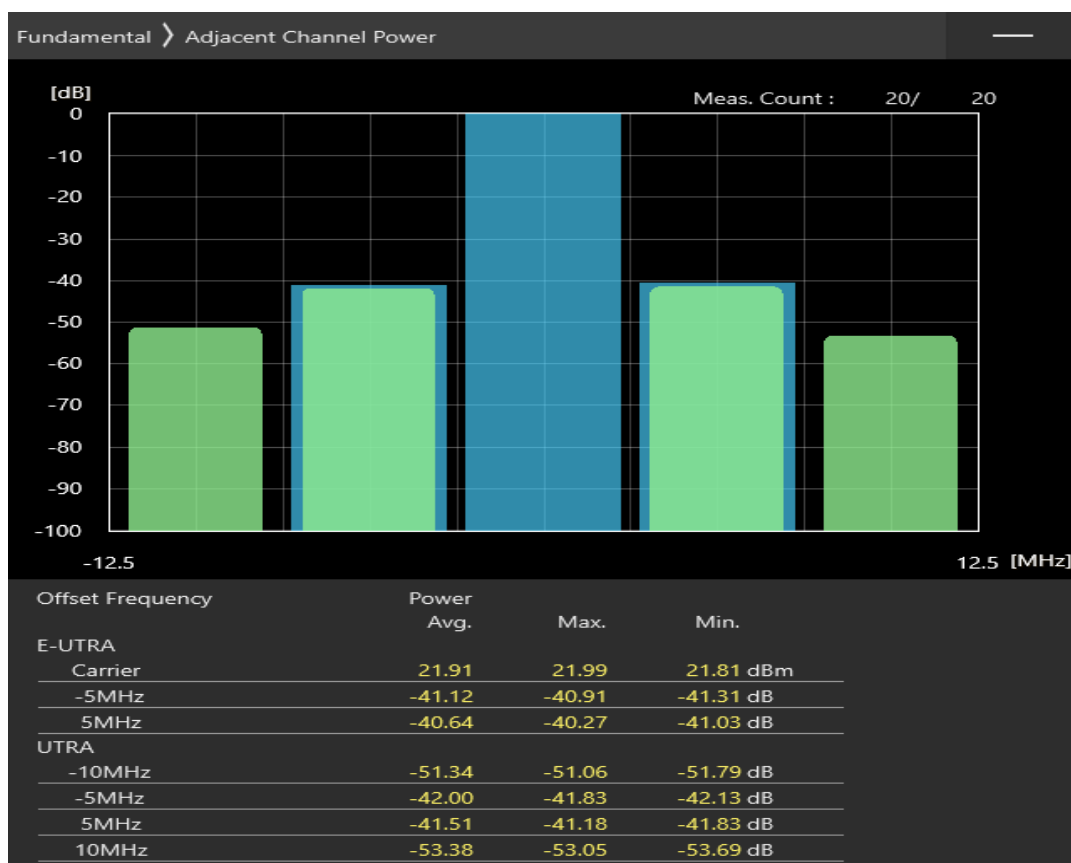 Fundamental ❯ Adjacent Channel Power
[dB]
Meas. Count : 20/ 20
0
-10
-20
-30
-40
-50
-60
-70
-80
-90
-100
-12.5 12.5 [MHz]
Offset Frequency Power
Avg. Max. Min.
E-UTRA
Carrier 21.91 21.99 21.81 dBm
-5MHz -41.12 -40.91 -41.31 dB
5MHz -40.64 -40.27 -41.03 dB
UTRA
-10MHz -51.34 -51.06 -51.79 dB
-5MHz -42.00 -41.83 -42.13 dB
5MHz -41.51 -41.18 -41.83 dB
10MHz -53.38 -53.05 -53.69 dB